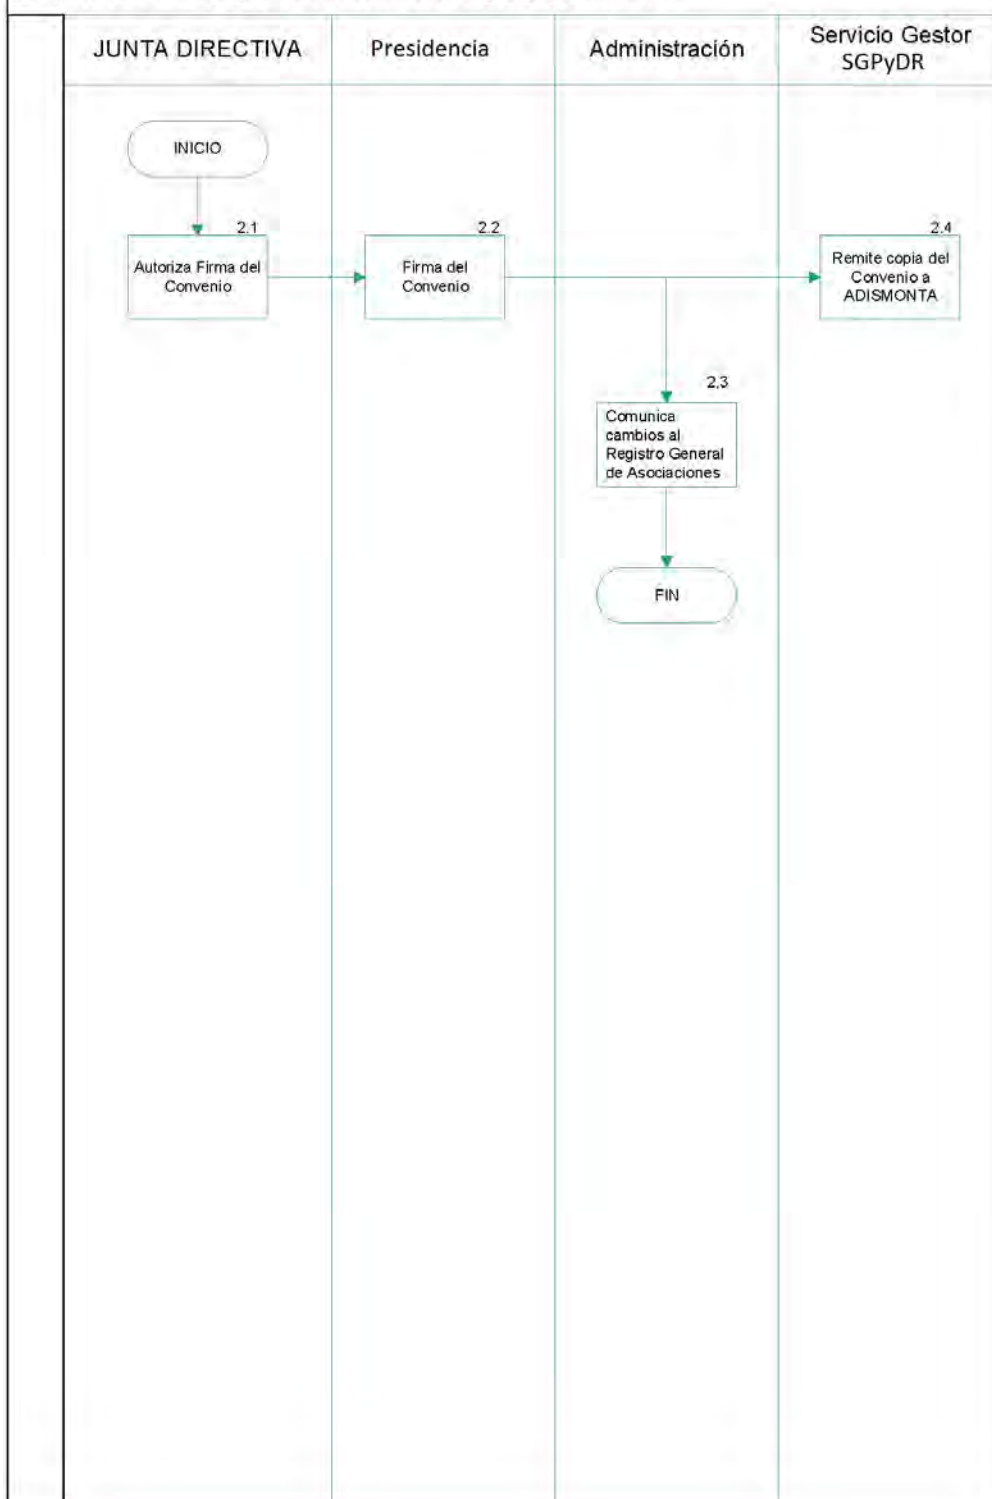 JUNTA DIRECTIVA
Presidencia
Administración
Servicio Gestor
SGPyDR
INICIO
2.1
Autoriza Firma del
Convenio
2.2
Firma del
Convenio
2.4
Remite copia del
Convenio a
ADISMONTA
2.3
Comunica
cambios al
Registro General
de Asociaciones
FIN